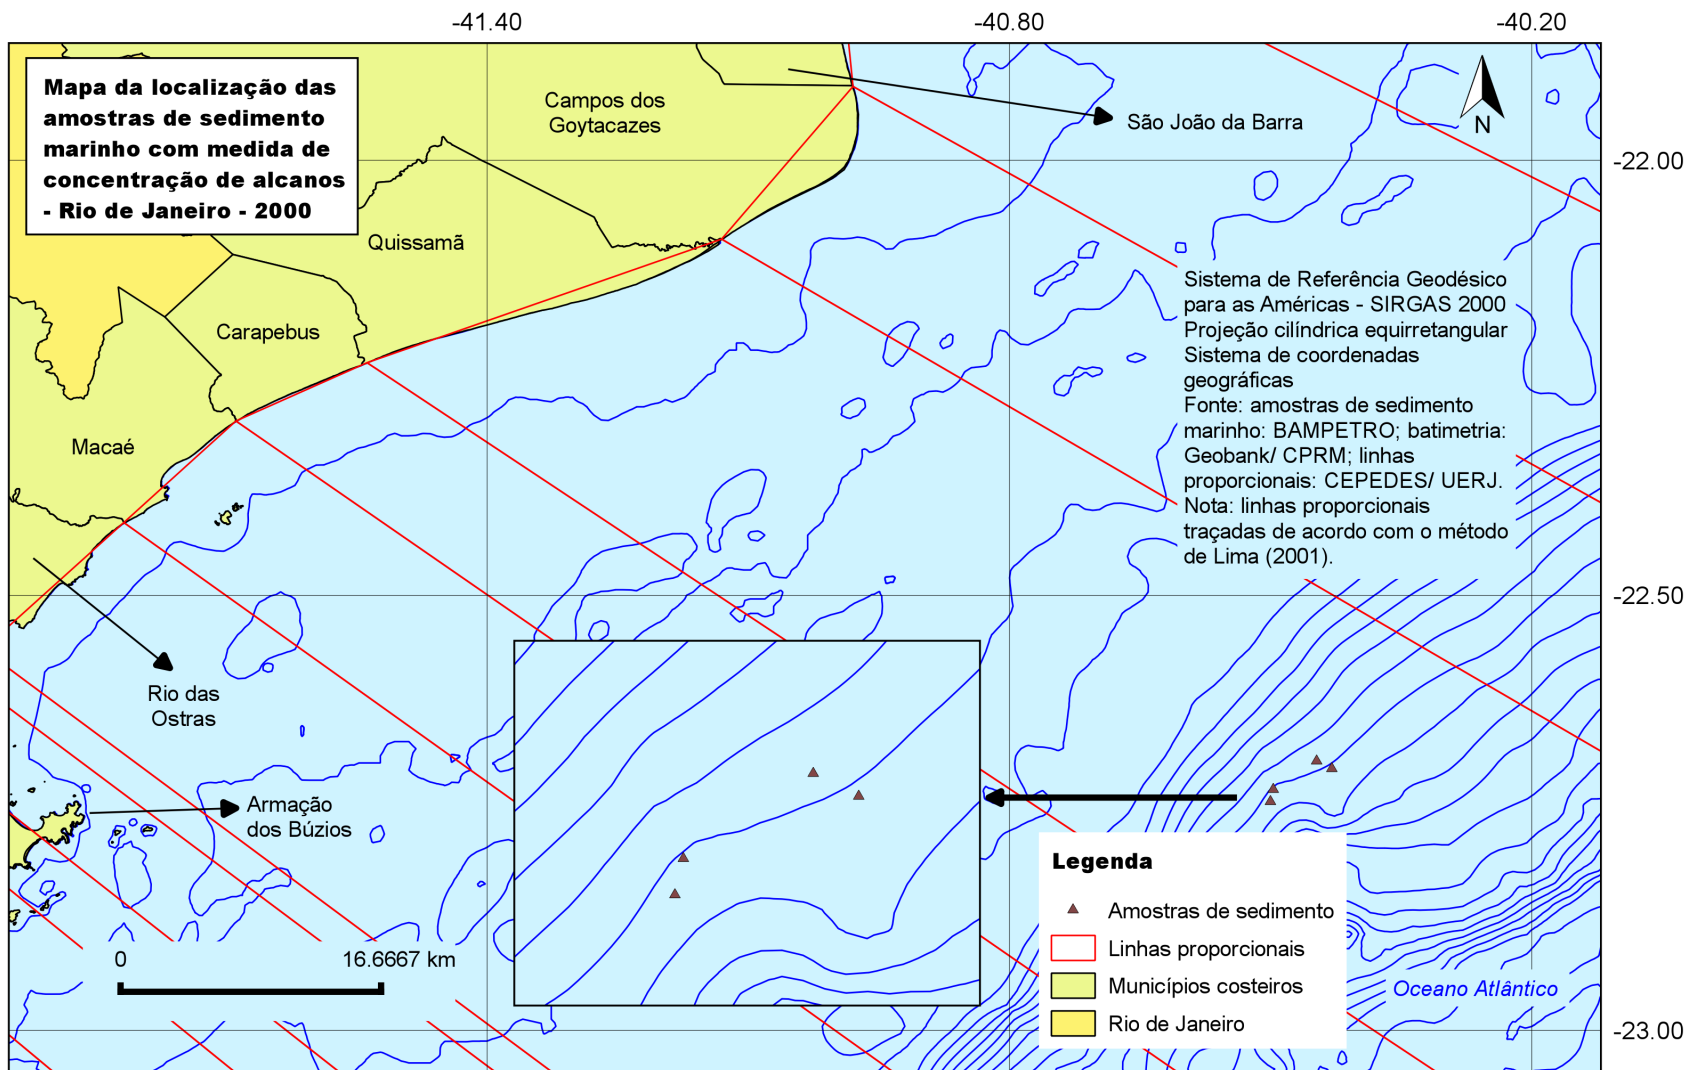 -41.40
-40.80
-40.20
Mapa da localização das
amostras de sedimento
marinho com medida de
concentração de alcanos
- Rio de Janeiro - 2000
Campos dos
Goytacazes
São João da Barra
N
-22.00
Quissamã
Carapebus
Macaé
Sistema de Referência Geodésico
para as Américas - SIRGAS 2000
Projeção cilíndrica equirretangular
Sistema de coordenadas
geográficas
Fonte: amostras de sedimento
marinho: BAMPETRO; batimetria:
Geobank/ CPRM; linhas
proporcionais: CEPEDES/ UERJ.
Nota: linhas proporcionais
traçadas de acordo com o método
de Lima (2001).
-22.50
Rio das
Ostras
Armação
dos Búzios
0
16.6667 km
Legenda
Amostras de sedimento
Linhas proporcionais
Municípios costeiros
Rio de Janeiro
Oceano Atlântico
-23.00